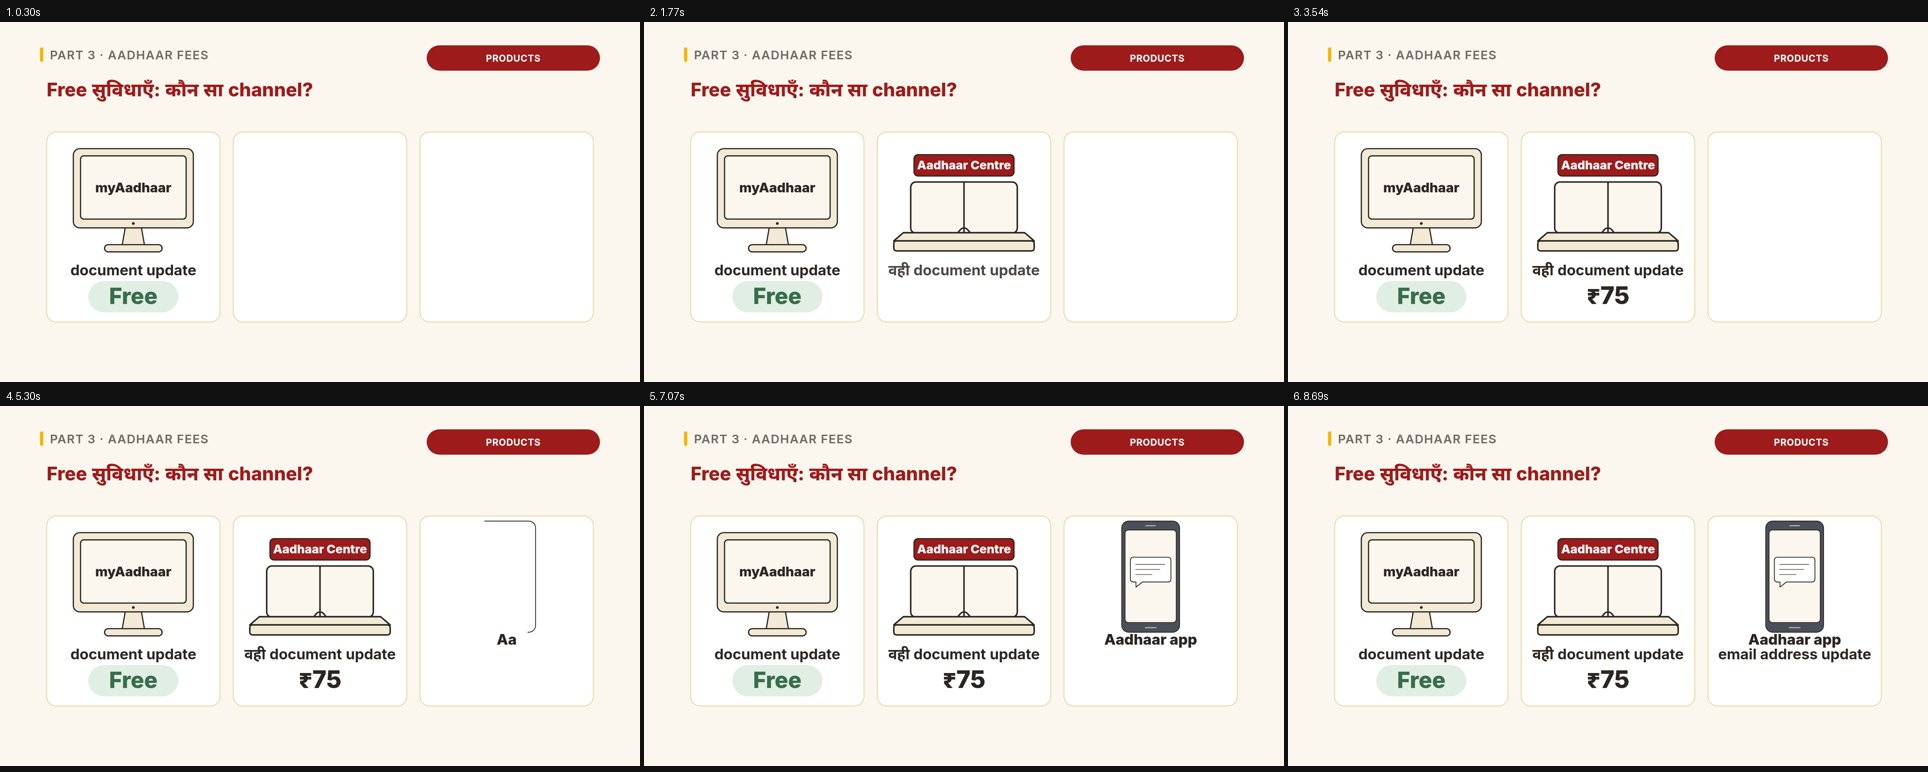 1. 0.30s
PART 3 · AADHAAR FEES
PRODUCTS
Free सुविधाएँ: कौन सा channel?
myAadhaar
document update
Free
2. 1.77s
PART 3 · AADHAAR FEES
PRODUCTS
Free सुविधाएँ: कौन सा channel?
myAadhaar
document update
Free
Aadhaar Centre
वही document update
3. 3.54s
PART 3 · AADHAAR FEES
PRODUCTS
Free सुविधाएँ: कौन सा channel?
myAadhaar
document update
Free
Aadhaar Centre
वही document update
₹75
4. 5.30s
PART 3 · AADHAAR FEES
PRODUCTS
Free सुविधाएँ: कौन सा channel?
myAadhaar
document update
Free
Aadhaar Centre
वही document update
₹75
Aa
5. 7.07s
PART 3 · AADHAAR FEES
PRODUCTS
Free सुविधाएँ: कौन सा channel?
myAadhaar
document update
Free
Aadhaar Centre
वही document update
₹75
Aadhaar app
6. 8.69s
PART 3 · AADHAAR FEES
PRODUCTS
Free सुविधाएँ: कौन सा channel?
myAadhaar
document update
Free
Aadhaar Centre
वही document update
₹75
Aadhaar app
email address update